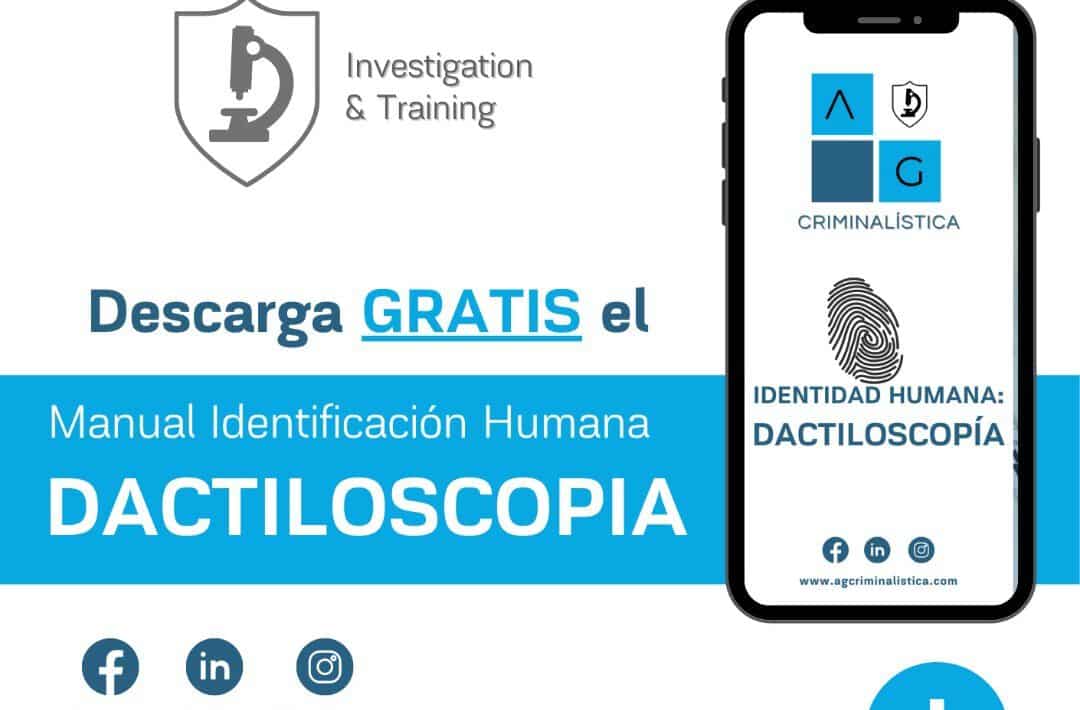 Investigation
& Training
Descarga GRATIS el
Manual Identificación Humana
DACTILOSCOPIA
A
G
CRIMINALÍSTICA
IDENTIDAD HUMANA:
DACTILOSCOPÍA
www.agcriminalistica.com